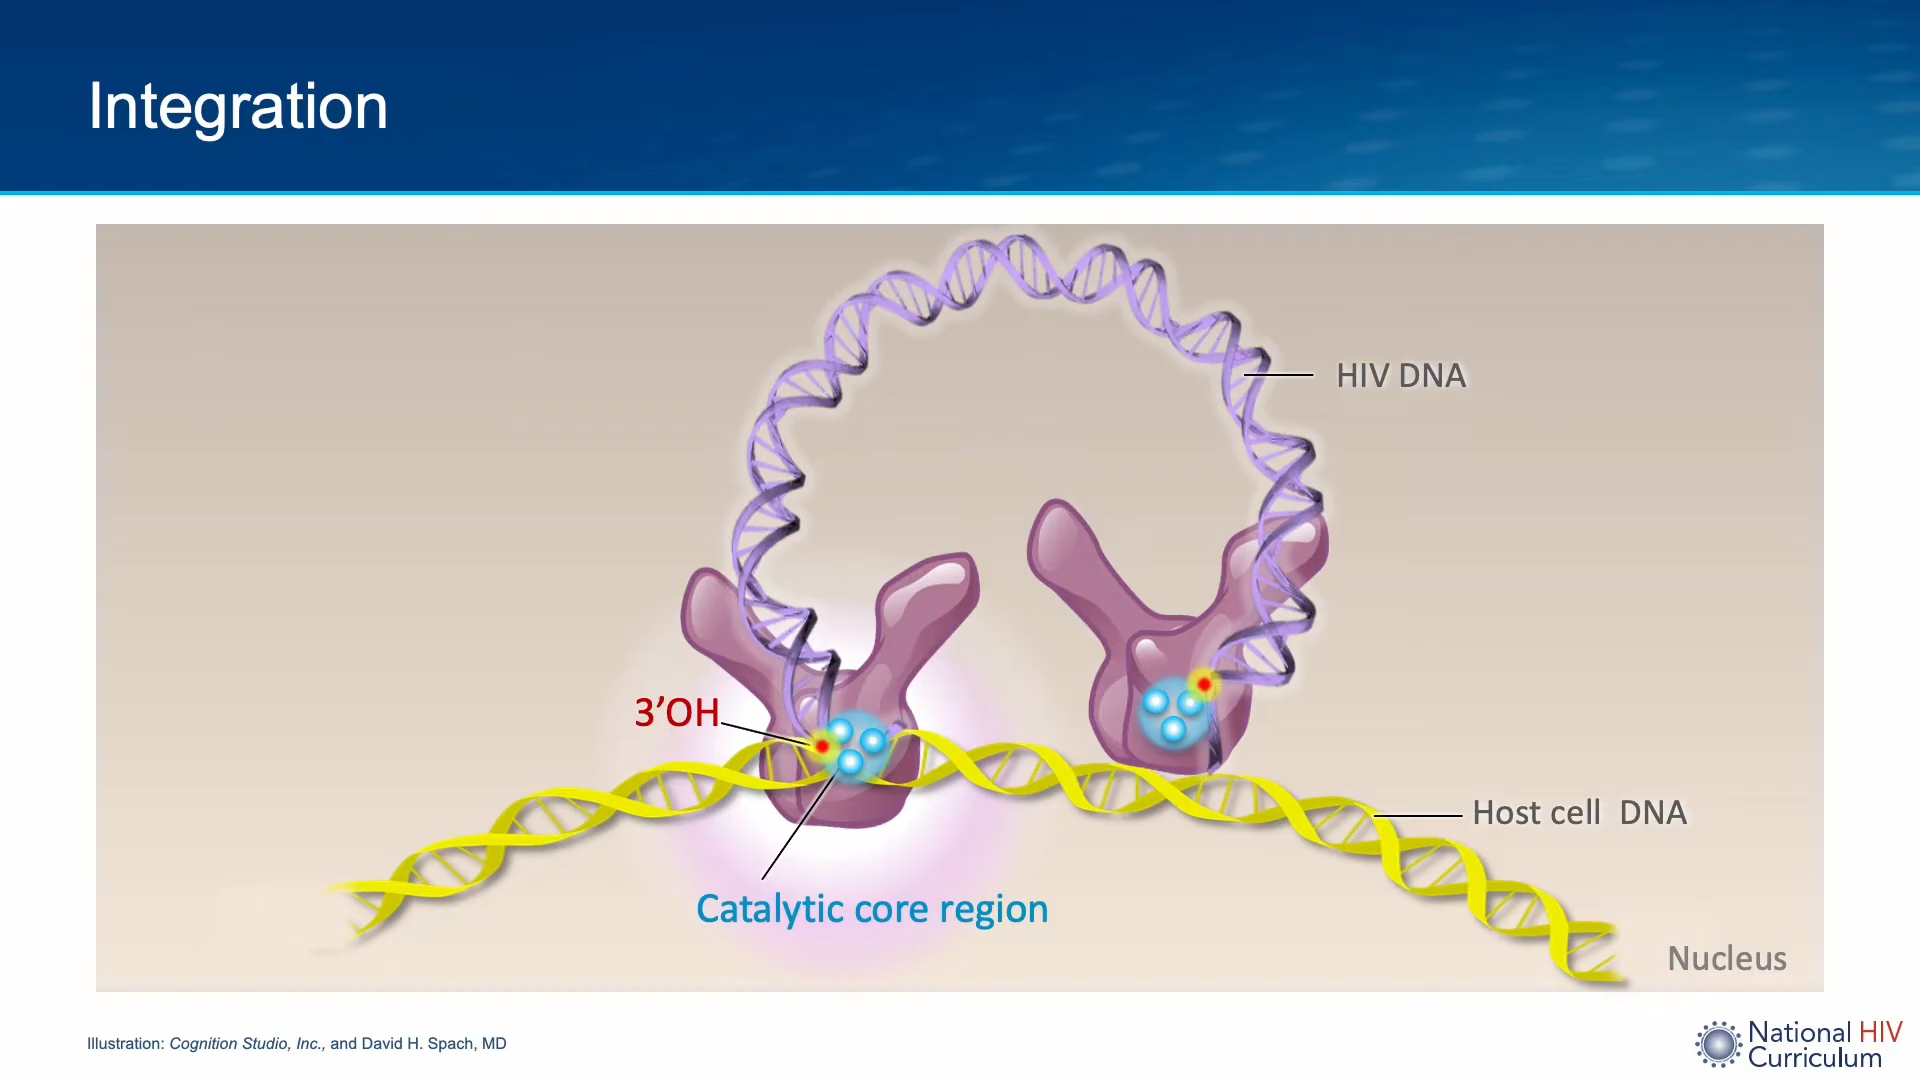 Integration
HIV DNA
3’OH
Host cell  DNA
Catalytic core region
Nucleus
Illustration: Cognition Studio, Inc., and David H. Spach, MD
National HIV
Curriculum